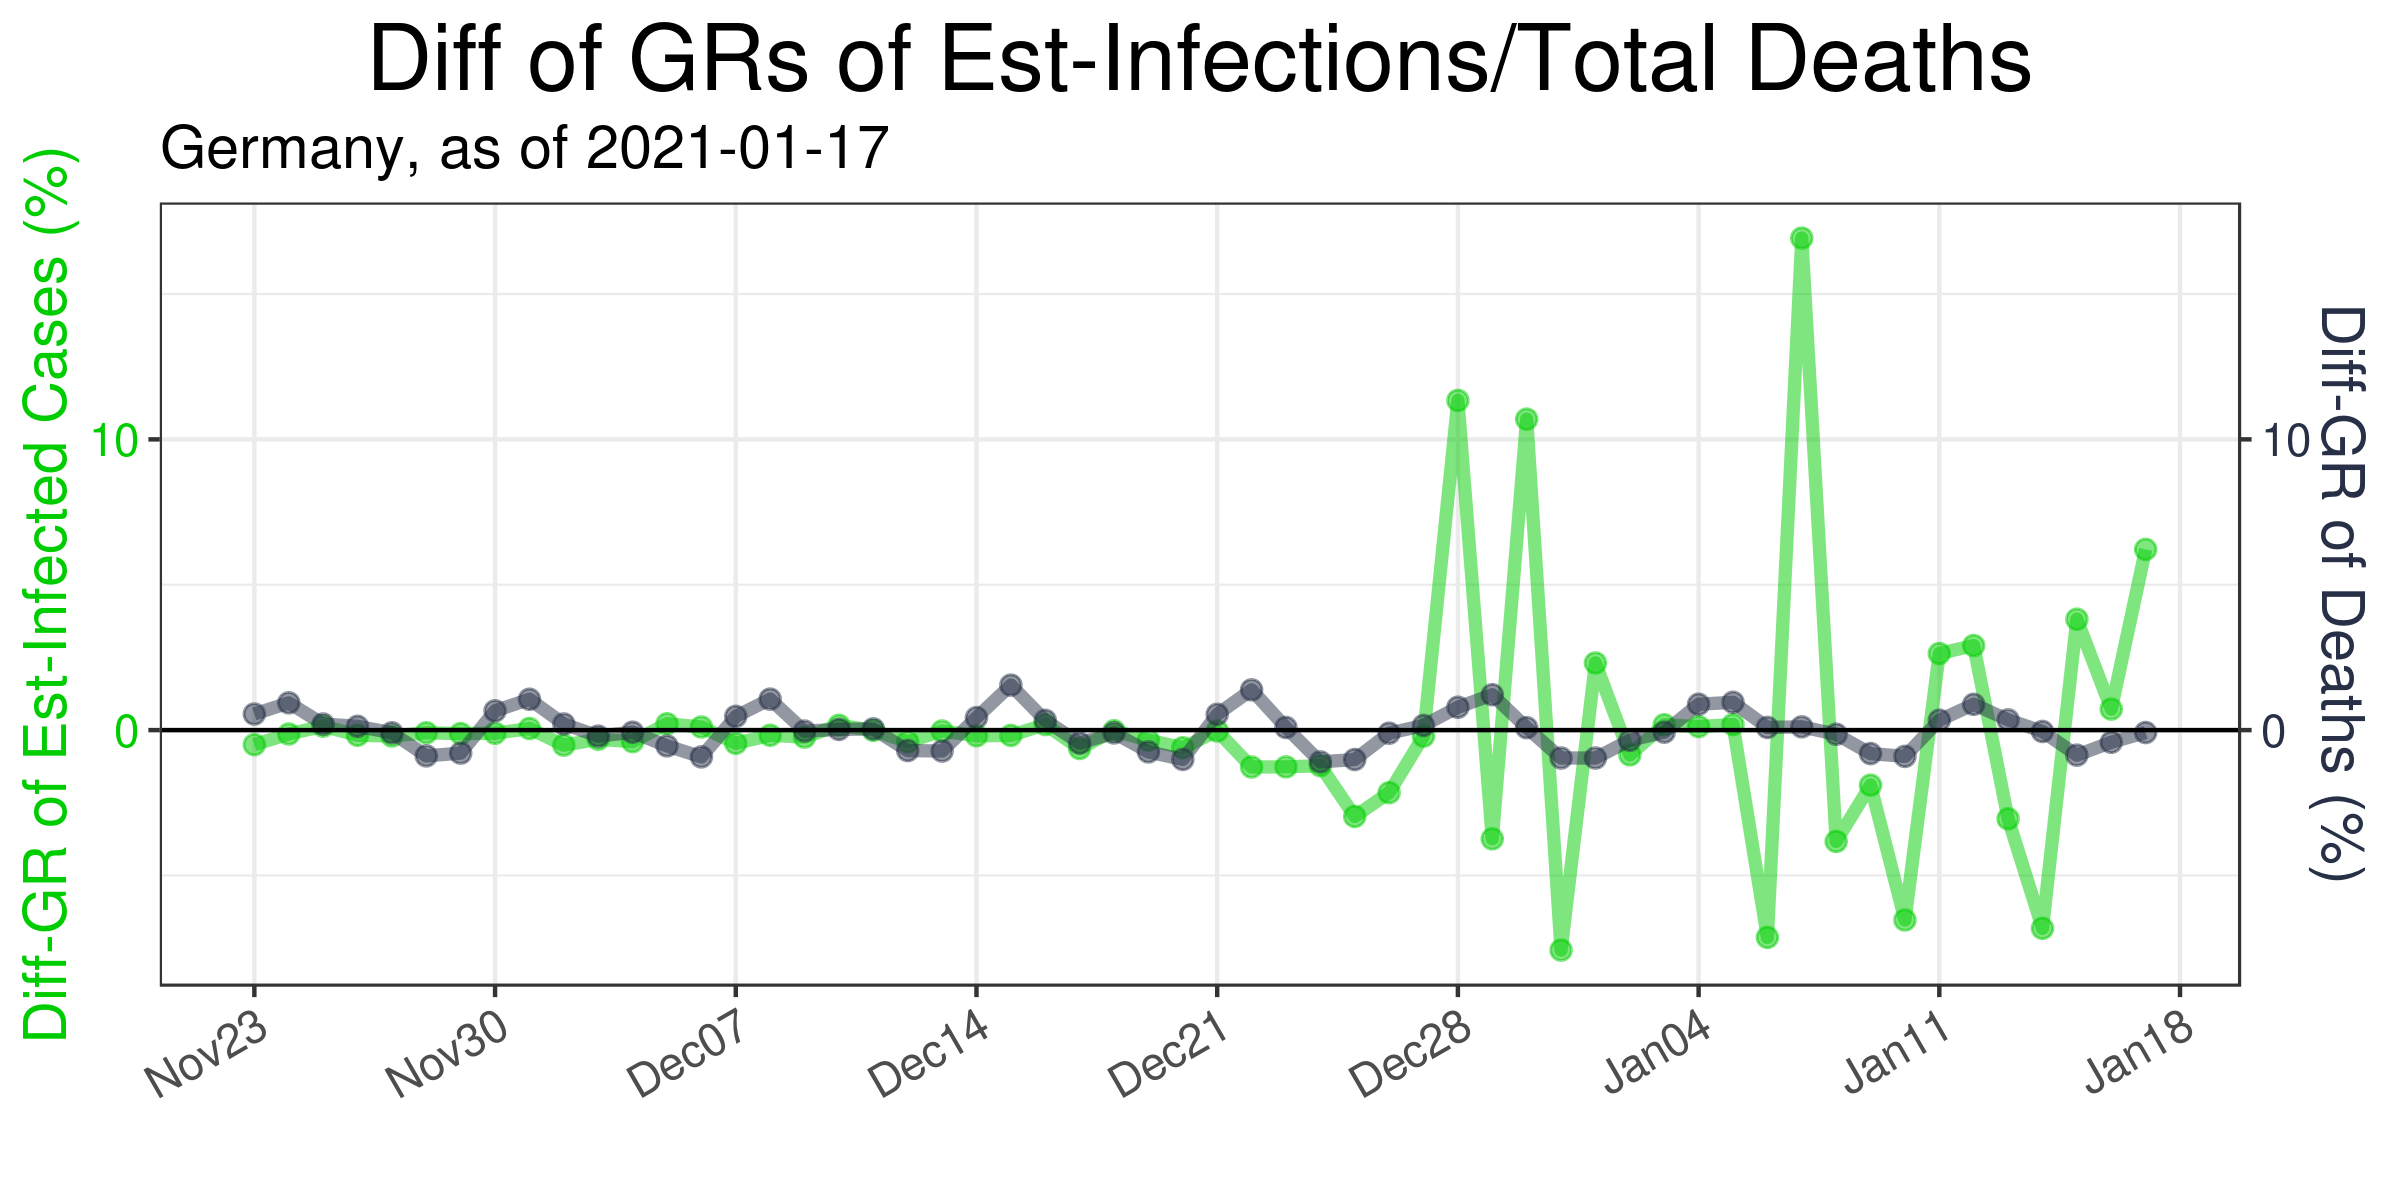 Diff of GRs of Est-Infections/Total Deaths
Germany, as of 2021-01-17
Diff-GR of Est-Infected Cases (%)
10
0
10
0
Diff-GR of Deaths (%)
Nov23
Nov30
Dec07
Dec14
Dec21
Dec28
Jan04
Jan11
Jan18